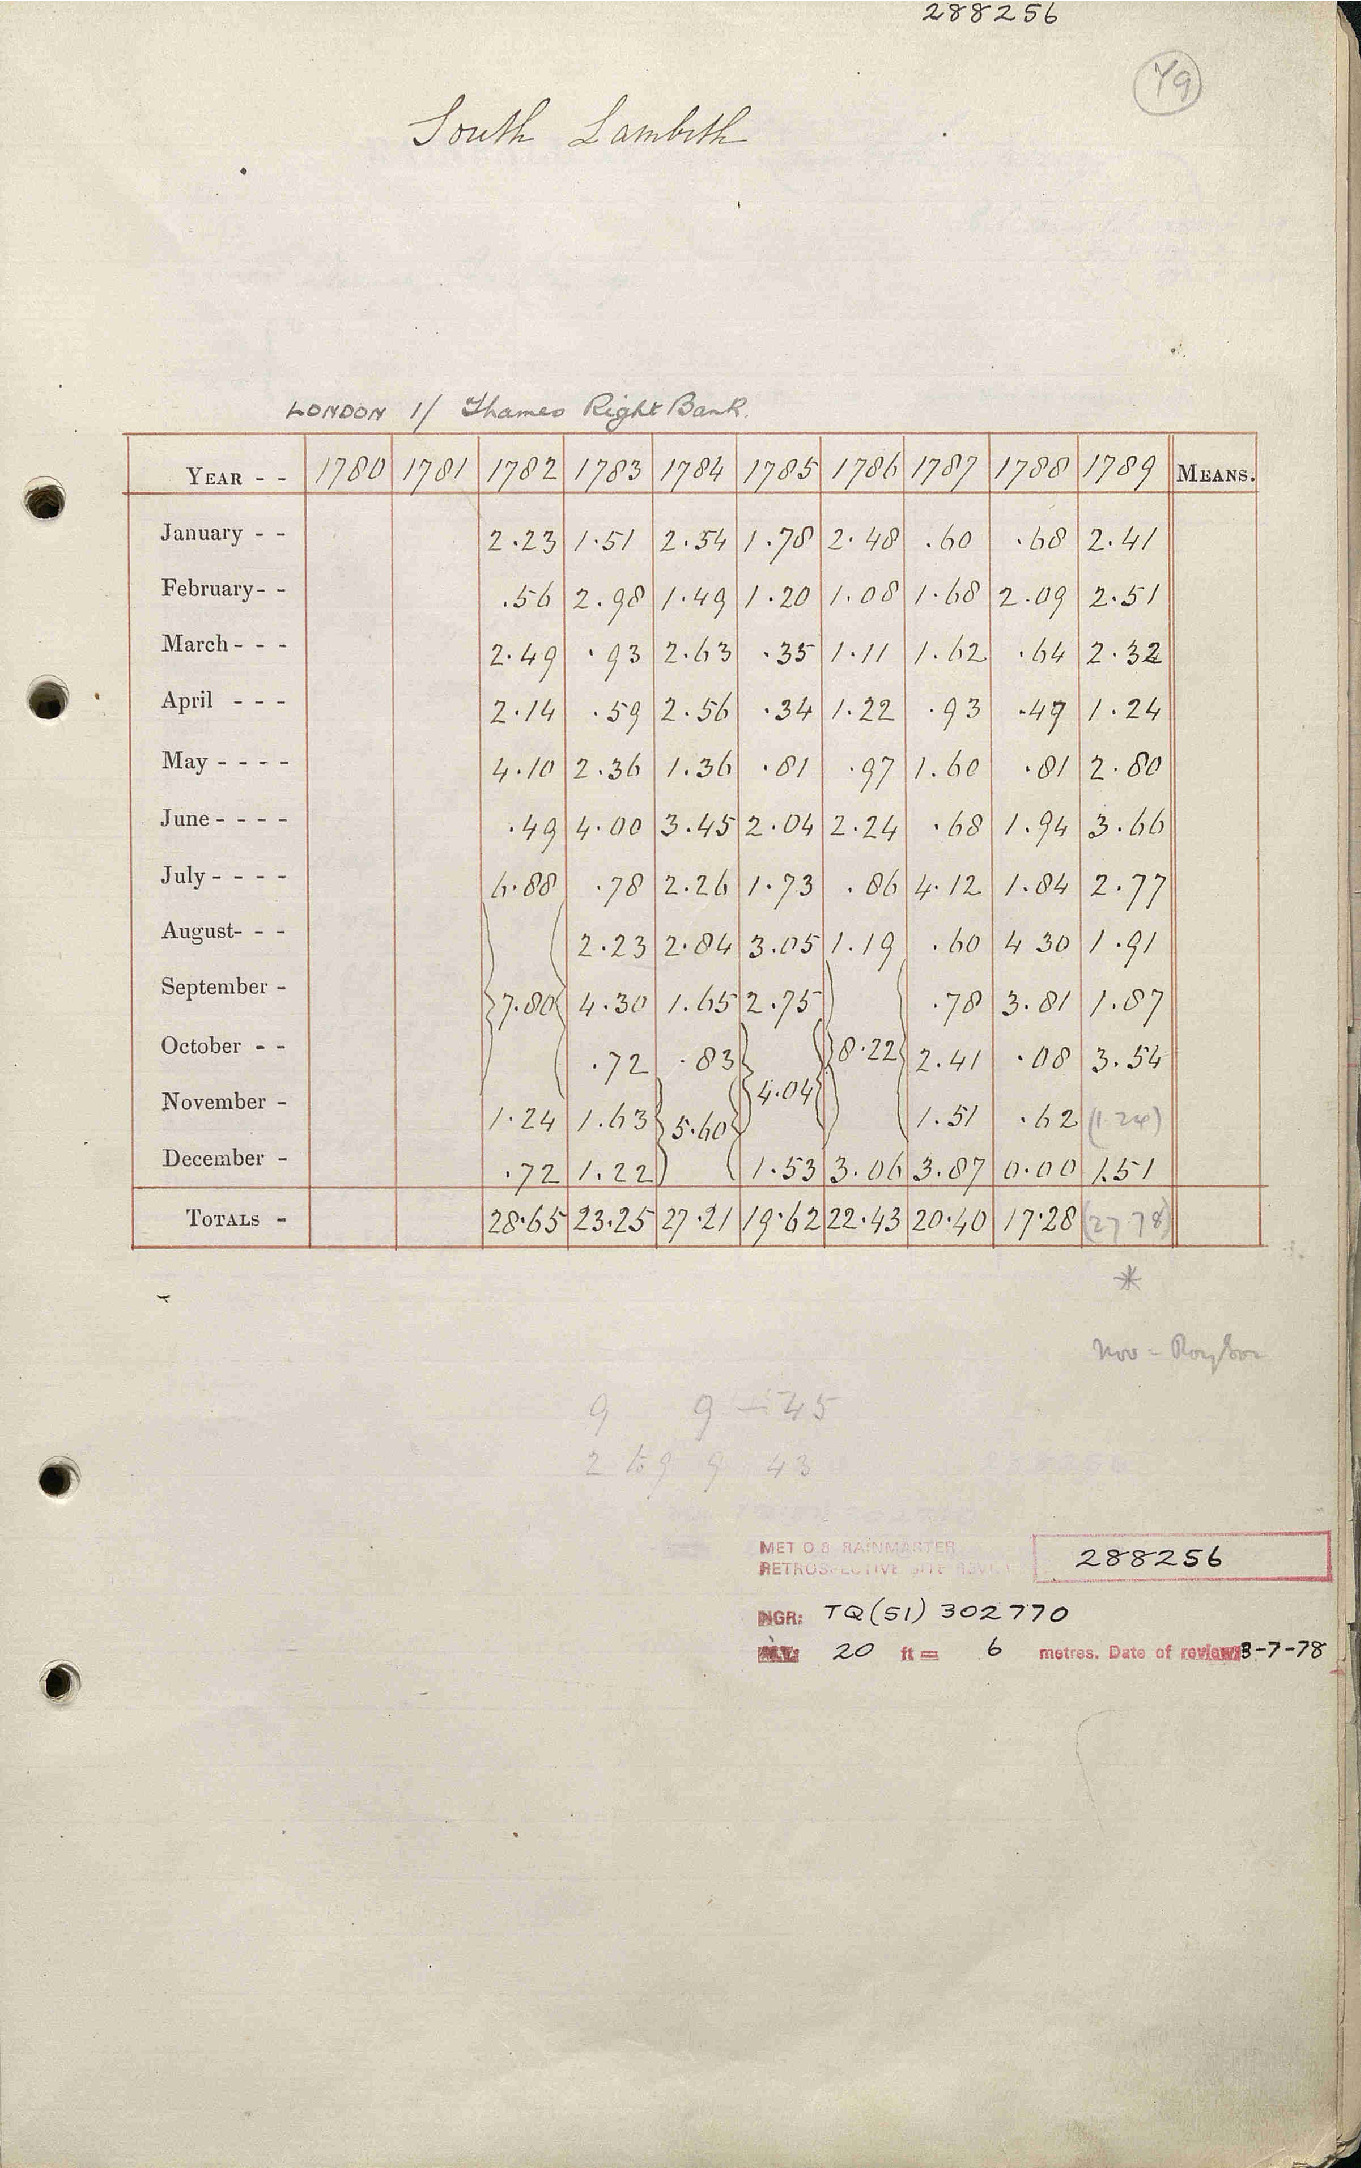 288256
79
South Lambeth
LONDON 1/ Thames Right Bank.
YEAR - - 1780 1781 1782 1783 1784 1785 1786 1787 1788 1789 MEANS.
January - - 2.23 1.51 2.54 1.78 2.48 .60 .68 2.41
February - - .56 2.98 1.49 1.20 1.08 1.68 2.09 2.51
March - - - 2.49 .93 2.63 .35 1.11 1.62 .64 2.32
April - - - 2.14 .59 2.56 .34 1.22 .93 .49 1.24
May - - - - 4.10 2.36 1.36 .81 .97 1.60 .81 2.80
June - - - - .49 4.00 3.45 2.04 2.24 .68 1.94 3.66
July - - - - 6.88 .78 2.26 1.73 .86 4.12 1.84 2.77
August - - - 2.23 2.84 3.05 1.19 .60 4 30 1.91
September - 7.80 4.30 1.65 2.75 .78 3.81 1.87
October - - .72 .83 8.22 2.41 .08 3.54
November - 1.24 1.63 5.60 4.04 1.51 .62 (1.24)
December - .72 1.22 1.53 3.06 3.87 0.00 1.51
TOTALS - 28.65 23.25 27.21 19.62 22.43 20.40 17.28 (27.78)
*
Nov =
9 9 45
2 to 9 9 43
MET O.8 RAINMASTER
RETROSPECTIVE SITE REVIEW 288256
NGR: TQ(51) 302770
20 ft = 6 metres. Date of review 3-7-78